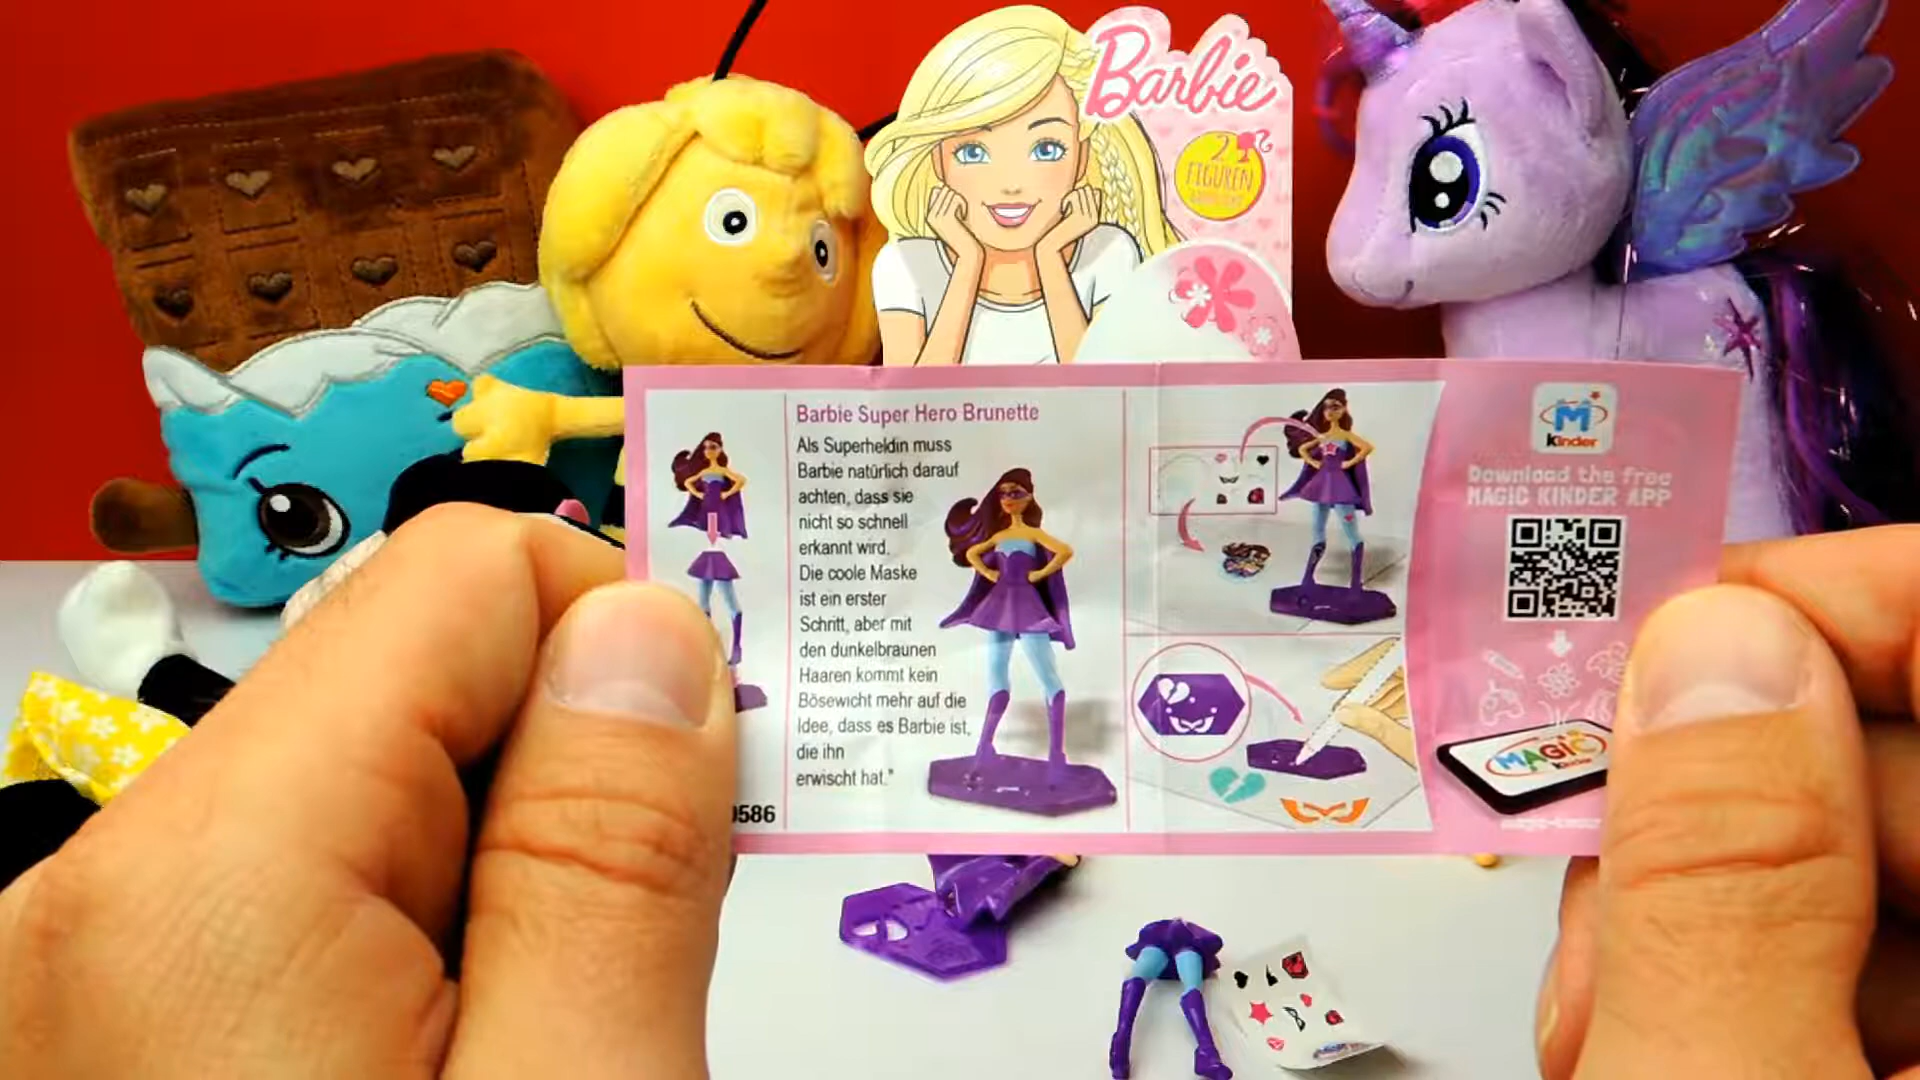 Barbie
2
FIGUREN
Barbie Super Hero Brunette
Als Superheldin muss
Barbie natürlich darauf
achten, dass sie
nicht so schnell
erkannt wird.
Die coole Maske
ist ein erster
Schritt, aber mit
den dunkelbraunen
Haaren kommt kein
Bösewicht mehr auf die
Idee, dass es Barbie ist,
die ihn
erwischt hat."
0586
M
Kinder
Download the free
MAGIC KINDER APP
MAGIC
Kinder